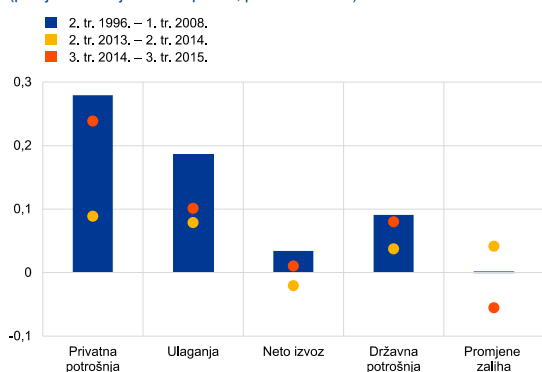 2. tr. 1996. – 1. tr. 2008.
2. tr. 2013. – 2. tr. 2014.
3. tr. 2014. – 3. tr. 2015.
0,3
0,2
0,1
0
-0,1
Privatna potrošnja
Ulaganja
Neto izvoz
Državna potrošnja
Promjene zaliha